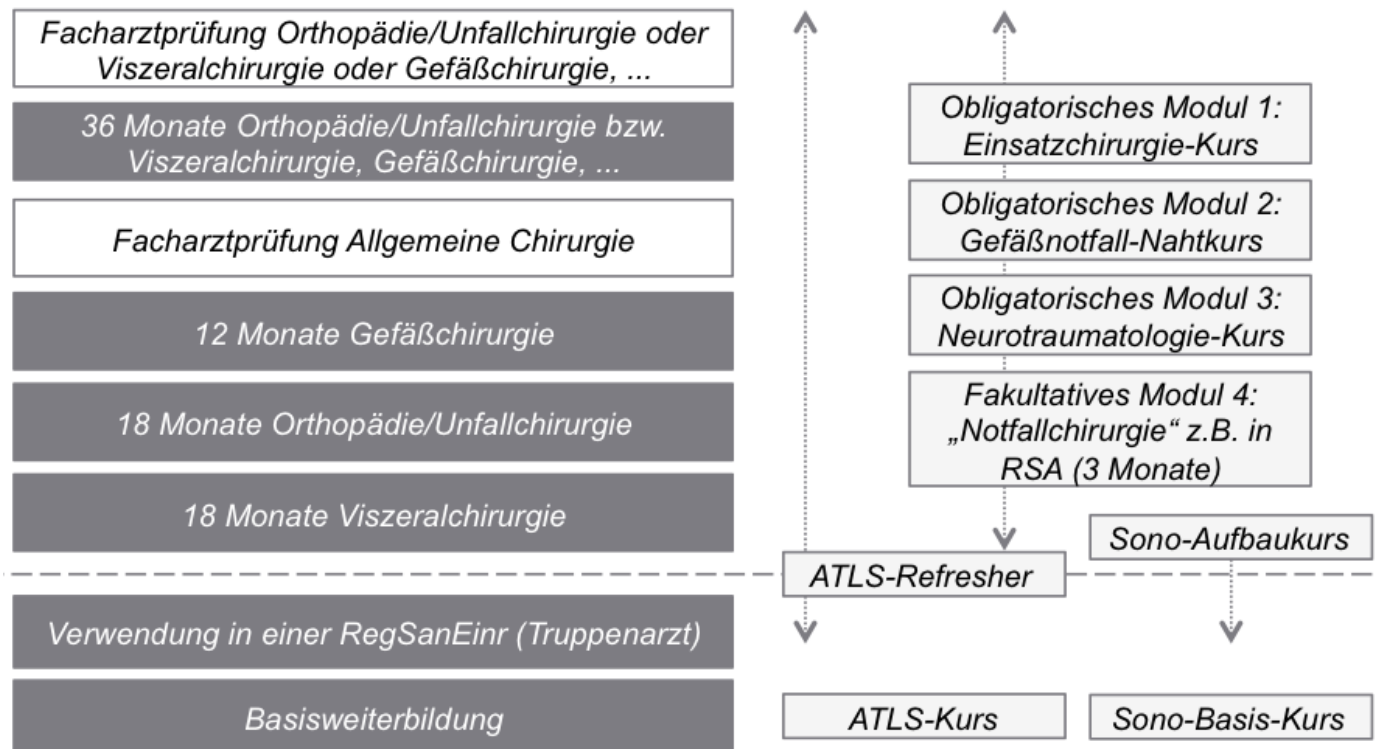 Facharztprüfung Orthopädie/Unfallchirurgie oder
Viszeralchirurgie oder Gefäßchirurgie, ...
36 Monate Orthopädie/Unfallchirurgie bzw.
Viszeralchirurgie, Gefäßchirurgie, ...
Facharztprüfung Allgemeine Chirurgie
12 Monate Gefäßchirurgie
18 Monate Orthopädie/Unfallchirurgie
18 Monate Viszeralchirurgie
Verwendung in einer RegSanEinr (Truppenarzt)
Basisweiterbildung
Obligatorisches Modul 1:
Einsatzchirurgie-Kurs
Obligatorisches Modul 2:
Gefäßnotfall-Nahtkurs
Obligatorisches Modul 3:
Neurotraumatologie-Kurs
Fakultatives Modul 4:
„Notfallchirurgie“ z.B. in
RSA (3 Monate)
Sono-Aufbaukurs
ATLS-Refresher
ATLS-Kurs
Sono-Basis-Kurs